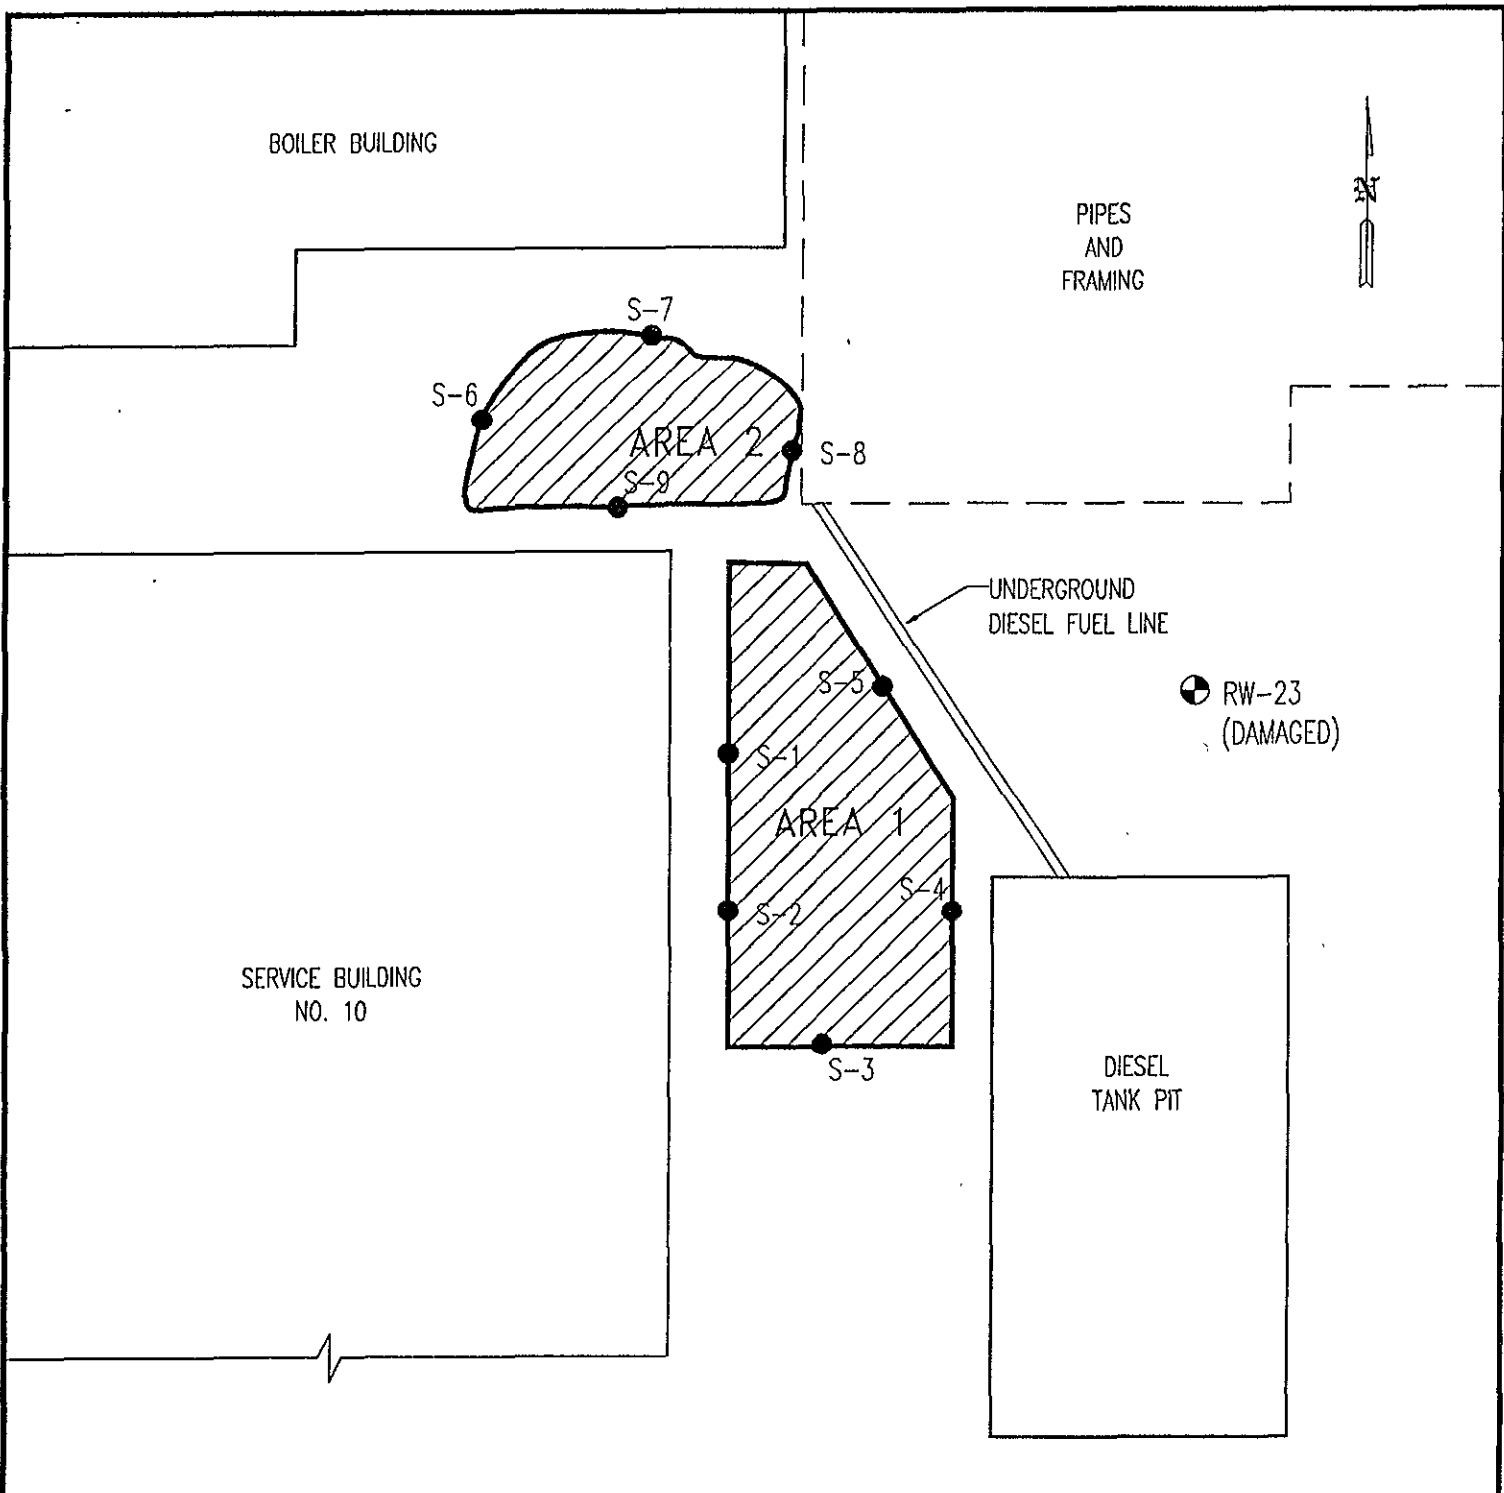 BOILER BUILDING
PIPES
AND
FRAMING
N
S-7
S-6
AREA 2
S-8
S-9
UNDERGROUND
DIESEL FUEL LINE
S-5
RW-23
(DAMAGED)
S-1
AREA 1
S-4
S-2
SERVICE BUILDING
NO. 10
S-3
DIESEL
TANK PIT